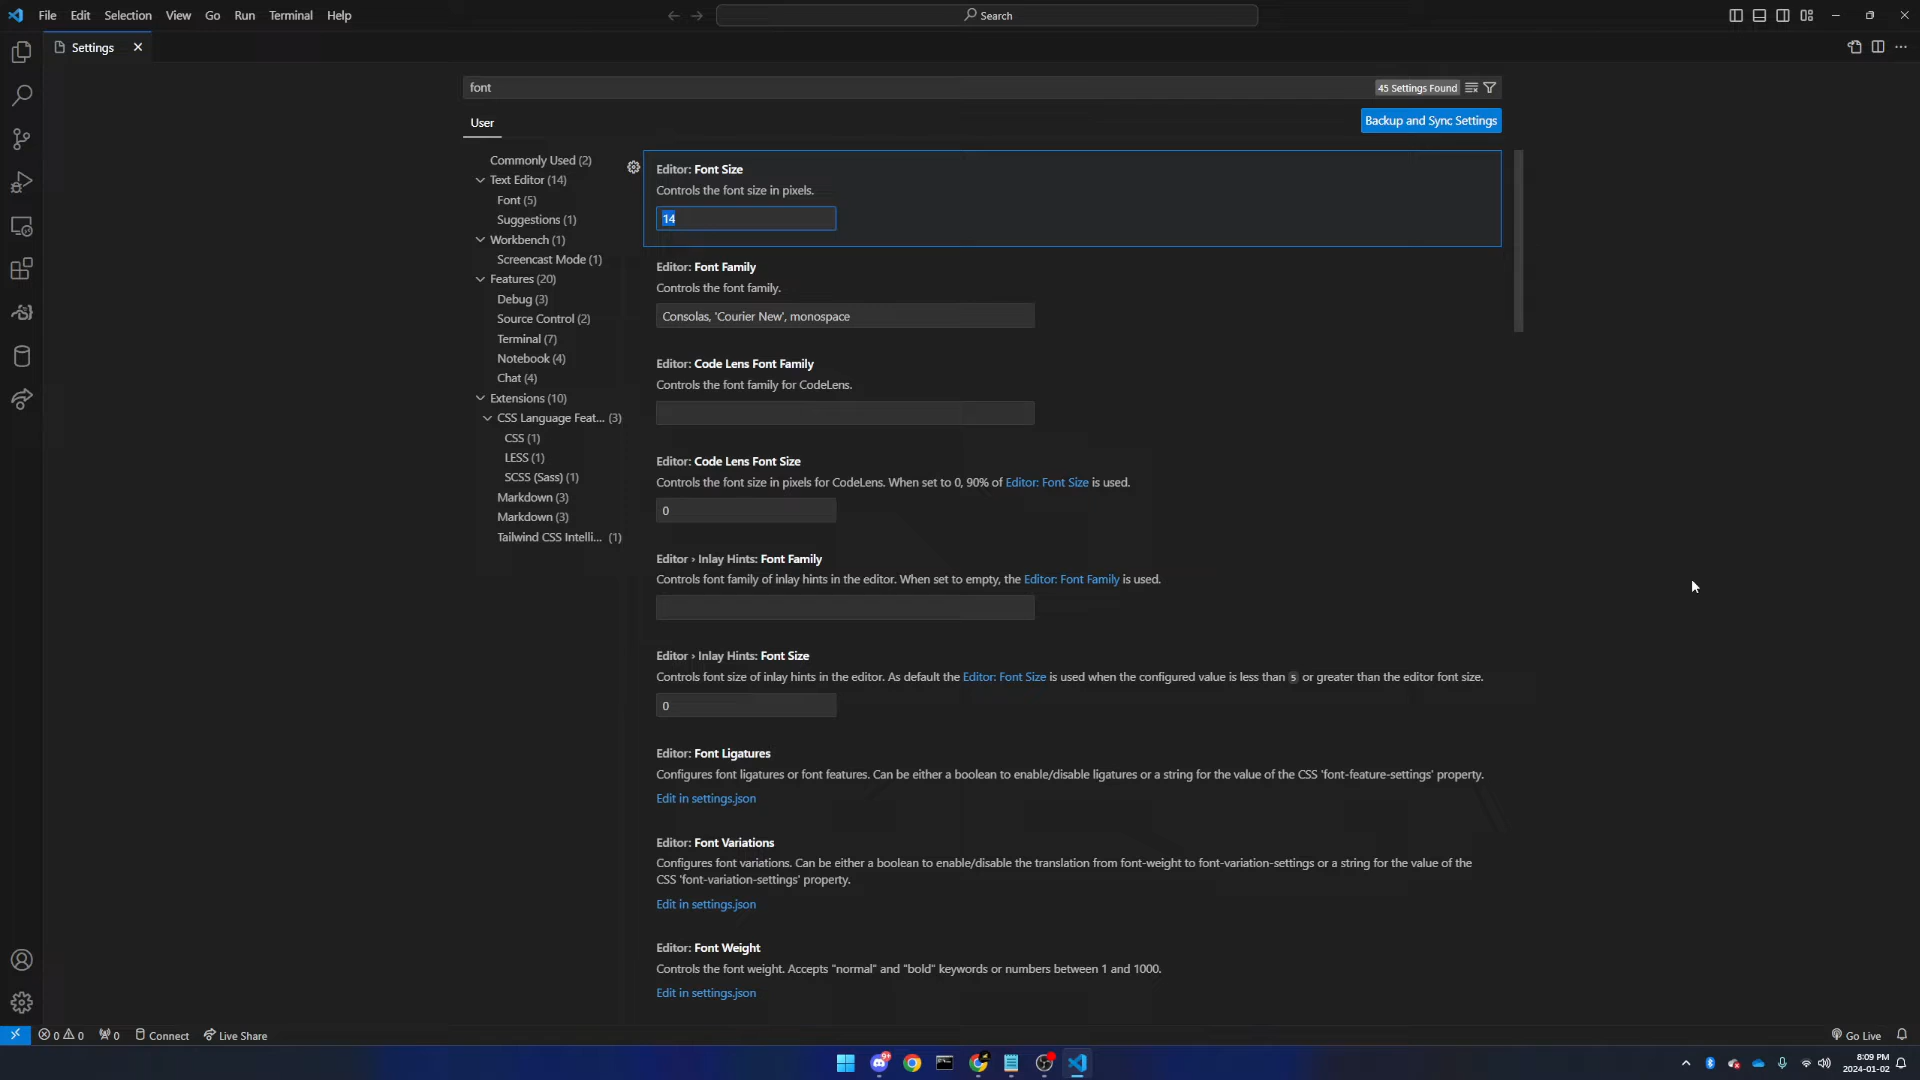 File Edit Selection View Go Run Terminal Help
Search
Settings
font
45 Settings Found
User
Backup and Sync Settings
Commonly Used (2)
Text Editor (14)
Font (5)
Suggestions (1)
Workbench (1)
Screencast Mode (1)
Features (20)
Debug (3)
Source Control (2)
Terminal (7)
Notebook (4)
Chat (4)
Extensions (10)
CSS Language Feat... (3)
CSS (1)
LESS (1)
SCSS (Sass) (1)
Markdown (3)
Markdown (3)
Tailwind CSS Intelli... (1)
Editor: Font Size
Controls the font size in pixels.
14
Editor: Font Family
Controls the font family.
Consolas, 'Courier New', monospace
Editor: Code Lens Font Family
Controls the font family for CodeLens.
Editor: Code Lens Font Size
Controls the font size in pixels for CodeLens. When set to 0, 90% of Editor: Font Size is used.
0
Editor › Inlay Hints: Font Family
Controls font family of inlay hints in the editor. When set to empty, the Editor: Font Family is used.
Editor › Inlay Hints: Font Size
Controls font size of inlay hints in the editor. As default the Editor: Font Size is used when the configured value is less than 5 or greater than the editor font size.
0
Editor: Font Ligatures
Configures font ligatures or font features. Can be either a boolean to enable/disable ligatures or a string for the value of the CSS 'font-feature-settings' property.
Edit in settings.json
Editor: Font Variations
Configures font variations. Can be either a boolean to enable/disable the translation from font-weight to font-variation-settings or a string for the value of the
CSS 'font-variation-settings' property.
Edit in settings.json
Editor: Font Weight
Controls the font weight. Accepts "normal" and "bold" keywords or numbers between 1 and 1000.
Edit in settings.json
0 0 0 Connect Live Share Go Live
8:09 PM
2024-01-02